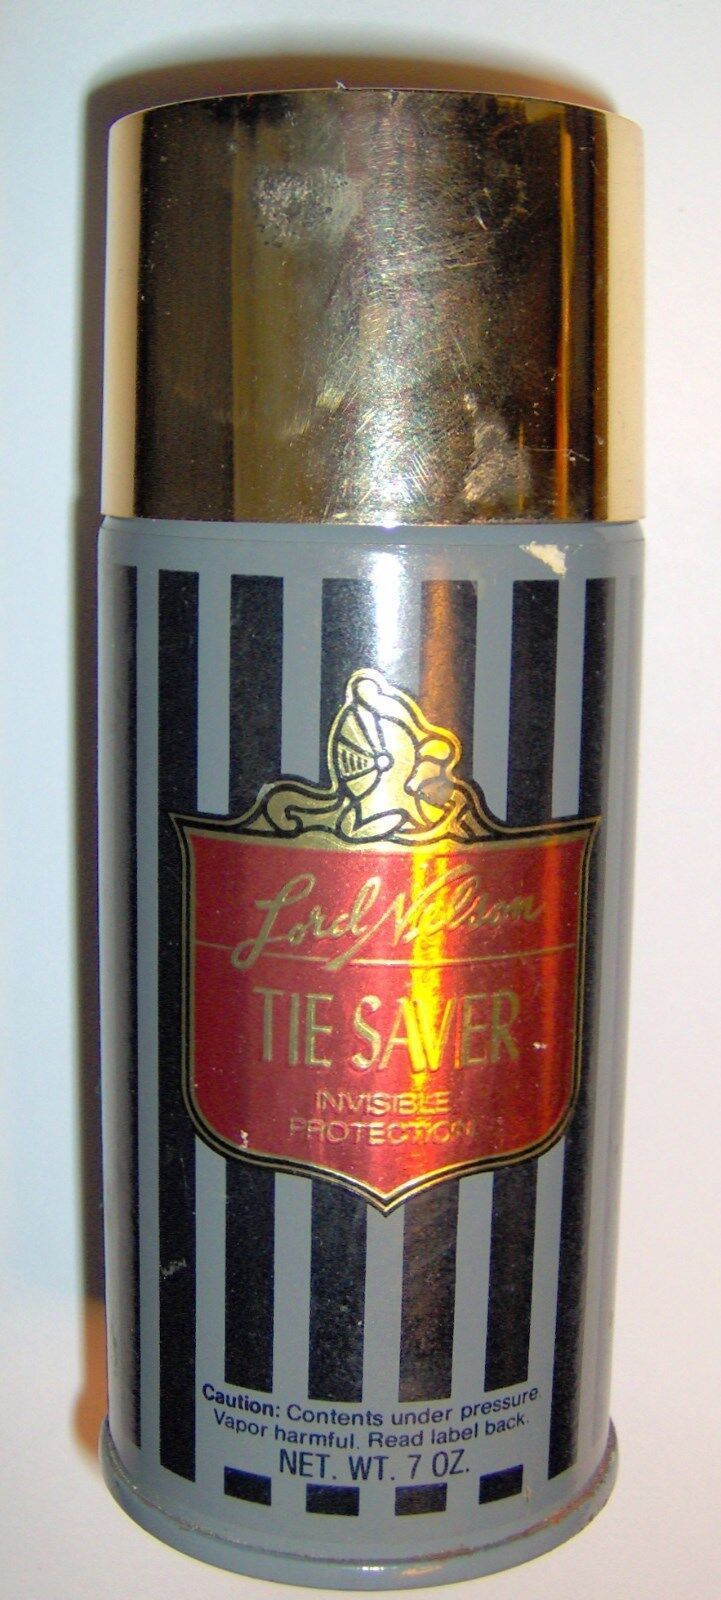 Lord Nelson
TIE SAVER
INVISIBLE
PROTECTION
Caution: Contents under pressure.
Vapor harmful. Read label back.
NET. WT. 7 OZ.